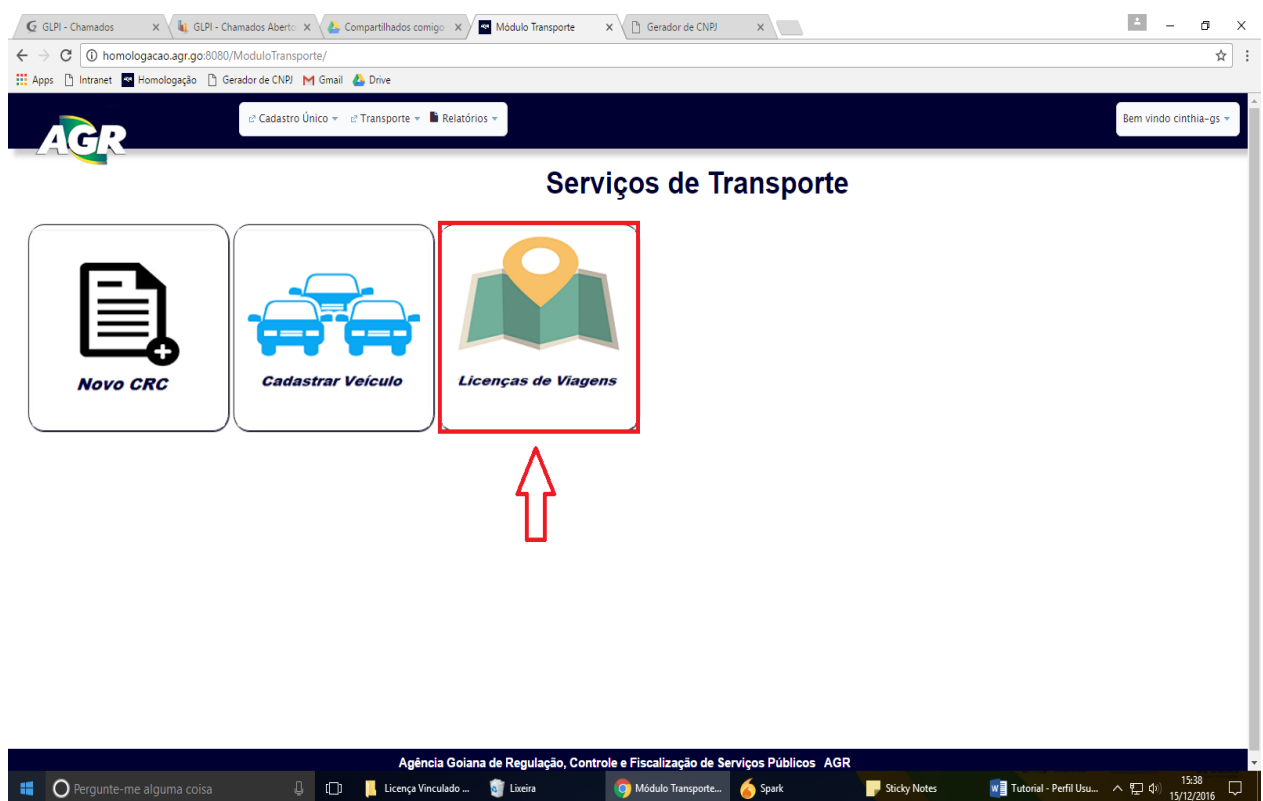 GLPI - Chamados
GLPI - Chamados Aberto
Compartilhados comigo
Módulo Transporte
Gerador de CNPJ
homologacao.agr.go:8080/ModuloTransporte/
Apps Intranet Homologação Gerador de CNPJ Gmail Drive
AGR
Cadastro Único Transporte Relatórios
Bem vindo cinthia-gs
Serviços de Transporte
Novo CRC
Cadastrar Veículo
Licenças de Viagens
Agência Goiana de Regulação, Controle e Fiscalização de Serviços Públicos AGR
Pergunte-me alguma coisa
Licença Vinculado ...
Lixeira
Módulo Transporte...
Spark
Sticky Notes
Tutorial - Perfil Usu...
15:38
15/12/2016